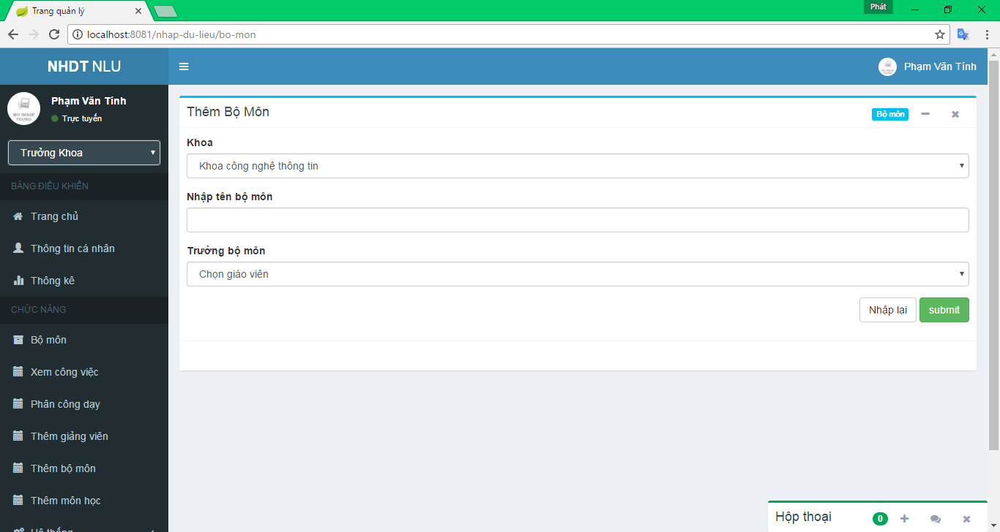 Trang quản lý
Phát
localhost:8081/nhap-du-lieu/bo-mon
NHDT NLU
Phạm Văn Tính
Phạm Văn Tính
Trực tuyến
Trưởng Khoa
BẢNG ĐIỀU KHIỂN
Trang chủ
Thông tin cá nhân
Thống kê
CHỨC NĂNG
Bộ môn
Xem công việc
Phân công dạy
Thêm giảng viên
Thêm bộ môn
Thêm môn học
Hệ thống
Thêm Bộ Môn
Bộ môn
Khoa
Khoa công nghệ thông tin
Nhập tên bộ môn
Trưởng bộ môn
Chọn giáo viên
Nhập lại
submit
Hộp thoại
0